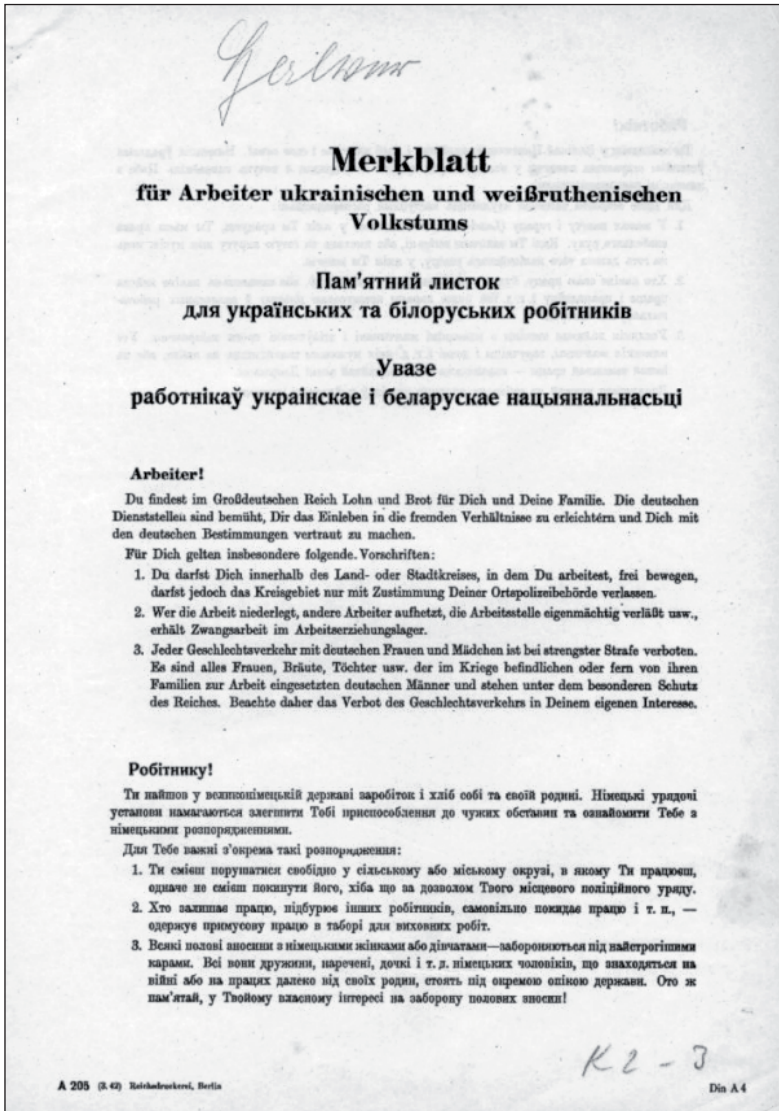 Merkblatt
für Arbeiter ukrainischen und weißruthenischen
Volkstums
Пам'ятний листок
для українських та білоруських робітників
Увазе
работнікаў украінскае і беларускае нацыянальнасьці
Arbeiter!
Du findest im Großdeutschen Reich Lohn und Brot für Dich und Deine Familie. Die deutschen
Dienststellen sind bemüht, Dir das Einleben in die fremden Verhältnisse zu erleichtern und Dich mit
den deutschen Bestimmungen vertraut zu machen.
Für Dich gelten insbesondere folgende Vorschriften:
1. Du darfst Dich innerhalb des Land- oder Stadtkreises, in dem Du arbeitest, frei bewegen,
darfst jedoch das Kreisgebiet nur mit Zustimmung Deiner Ortspolizeibehörde verlassen.
2. Wer die Arbeit niederlegt, andere Arbeiter aufhetzt, die Arbeitsstelle eigenmächtig verläßt usw.,
erhält Zwangsarbeit im Arbeitserziehungslager.
3. Jeder Geschlechtsverkehr mit deutschen Frauen und Mädchen ist bei strengster Strafe verboten.
Es sind alles Frauen, Bräute, Töchter usw. der im Kriege befindlichen oder fern von ihren
Familien zur Arbeit eingesetzten deutschen Männer und stehen unter dem besonderen Schutz
des Reiches. Beachte daher das Verbot des Geschlechtsverkehrs in Deinem eigenen Interesse.
Робітнику!
Ти найшов у великонімецькій державі заробіток і хліб собі та своїй родині. Німецькі урядочі
установи намагаються злегшити Тобі приспособлення до чужих обставин та ознайомити Тебе з
німецькими розпорядженнями.
Для Тебе важні з'окрема такі розпорядження:
1. Ти смієш порушатися свобідно у сільському або міському окрузі, в якому Ти працюєш,
одначе не смієш покинути його, хіба що за дозволом Твого місцевого поліційного уряду.
2. Хто залишає працю, підбурює інших робітників, самовільно покидає працю і т. п., —
одержує примусову працю в таборі для виховних робіт.
3. Всякі полові вносини з німецькими жінками або дівчатами—забороняються під найстрогішими
карами. Всі вони дружини, наречені, дочкі і т. д. німецьких чоловіків, що знаходяться на
війні або на працях далеко від своїх родин, стоять під окремою опікою держави. Ото ж
пам'ятай, у Твойому власному інтересі на заборону полових вносин!
K 2 - 3
A 205 (3. 42) Reichsdruckerei, Berlin
Din A 4